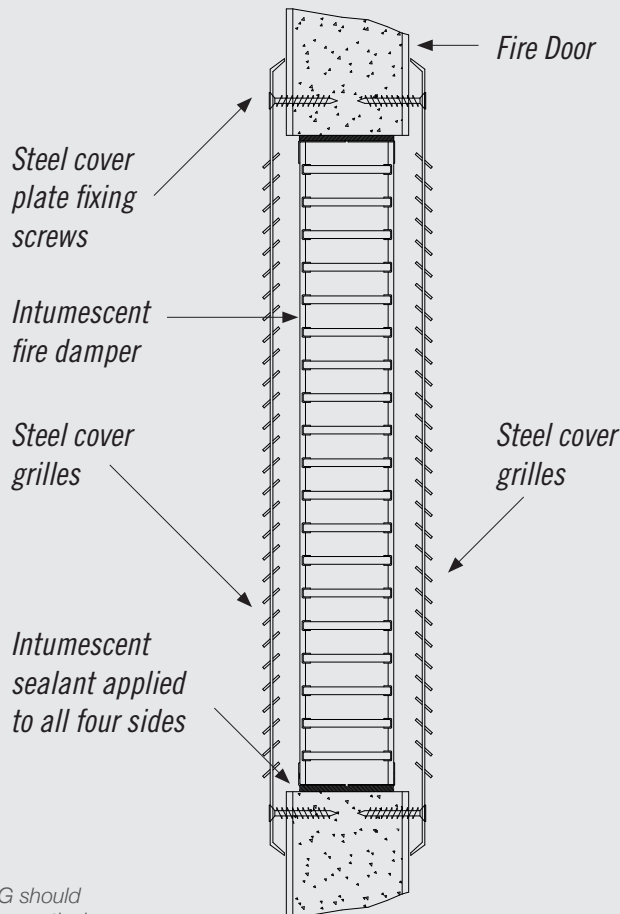 Fire Door
Steel cover
plate fixing
screws
Intumescent
fire damper
Steel cover
grilles
Steel cover
grilles
Intumescent
sealant applied
to all four sides
G should